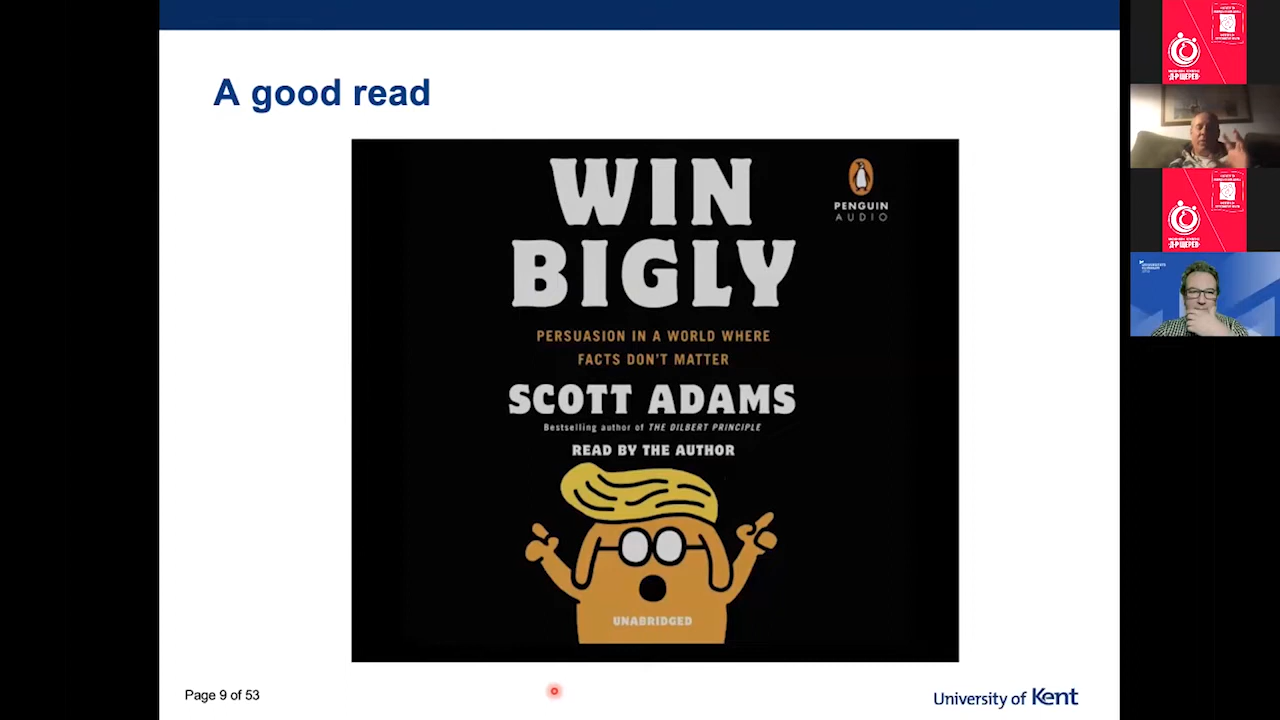 A good read
WIN
BIGLY
PENGUIN
AUDIO
PERSUASION IN A WORLD WHERE
FACTS DON'T MATTER
SCOTT ADAMS
Bestselling author of THE DILBERT PRINCIPLE
READ BY THE AUTHOR
UNABRIDGED
Page 9 of 53
University of Kent